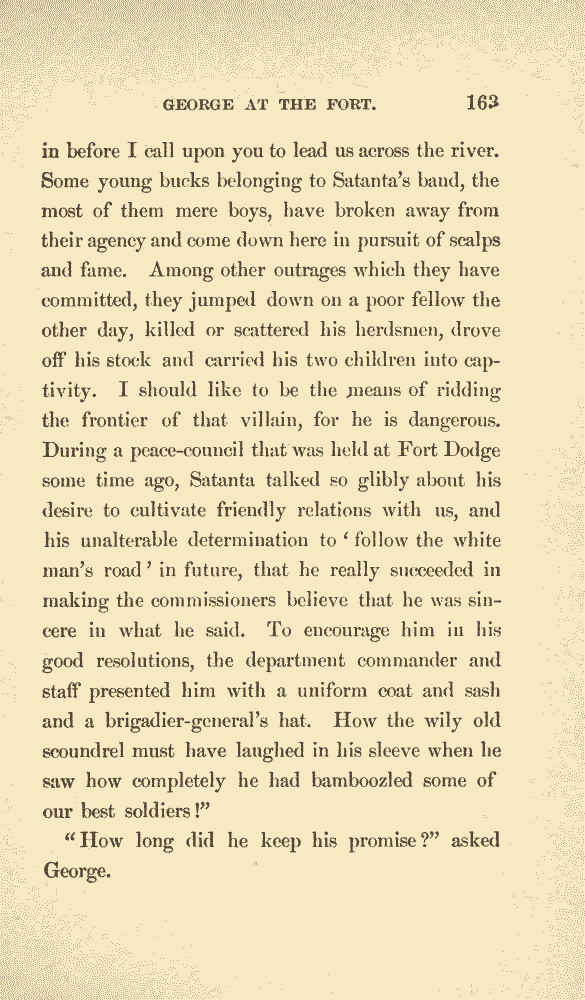 GEORGE AT THE FORT. 163
in before I call upon you to lead us across the river.
Some young bucks belonging to Satanta's band, the
most of them mere boys, have broken away from
their agency and come down here in pursuit of scalps
and fame. Among other outrages which they have
committed, they jumped down on a poor fellow the
other day, killed or scattered his herdsmen, drove
off his stock and carried his two children into cap-
tivity. I should like to be the means of ridding
the frontier of that villain, for he is dangerous.
During a peace-council that was held at Fort Dodge
some time ago, Satanta talked so glibly about his
desire to cultivate friendly relations with us, and
his unalterable determination to ‘ follow the white
man's road ’ in future, that he really succeeded in
making the commissioners believe that he was sin-
cere in what he said. To encourage him in his
good resolutions, the department commander and
staff presented him with a uniform coat and sash
and a brigadier-general's hat. How the wily old
scoundrel must have laughed in his sleeve when he
saw how completely he had bamboozled some of
our best soldiers!”
“How long did he keep his promise?” asked
George.